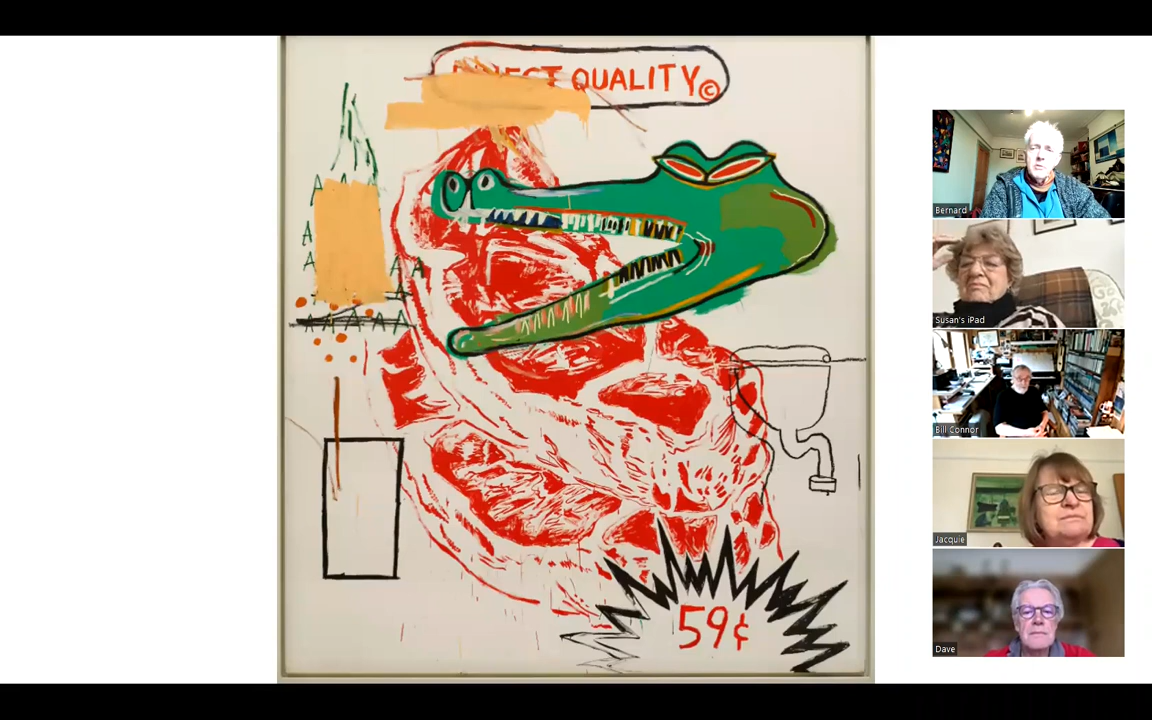 QUALITY©
A
A
A
A A
A A A A A
59¢
Bernard
Susan's iPad
Bill Connor
Jacquie
Dave